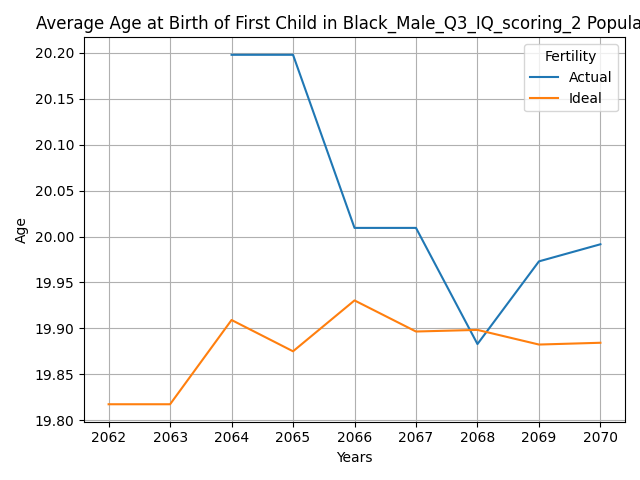 Average Age at Birth of First Child in Black_Male_Q3_IQ_scoring_2
Fertility
Actual
Ideal
20.20
20.15
20.10
20.05
20.00
19.95
19.90
19.85
19.80
Age
2062 2063 2064 2065 2066 2067 2068 2069 2070
Years